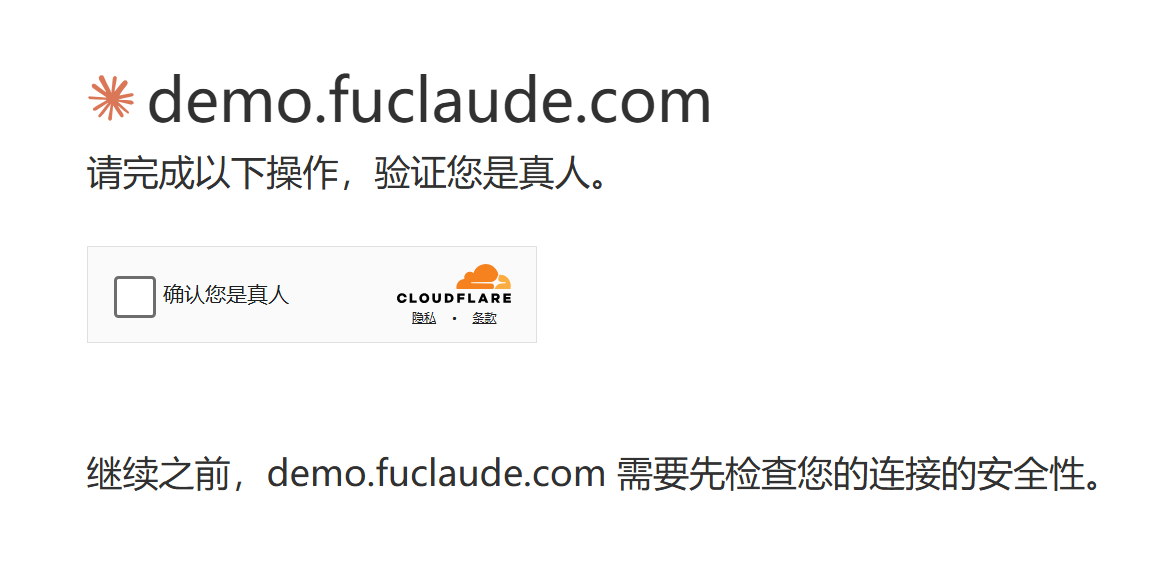 demo.fuclaude.com
请完成以下操作，验证您是真人。
确认您是真人
CLOUDFLARE
隐私 • 条款
继续之前，demo.fuclaude.com 需要先检查您的连接的安全性。